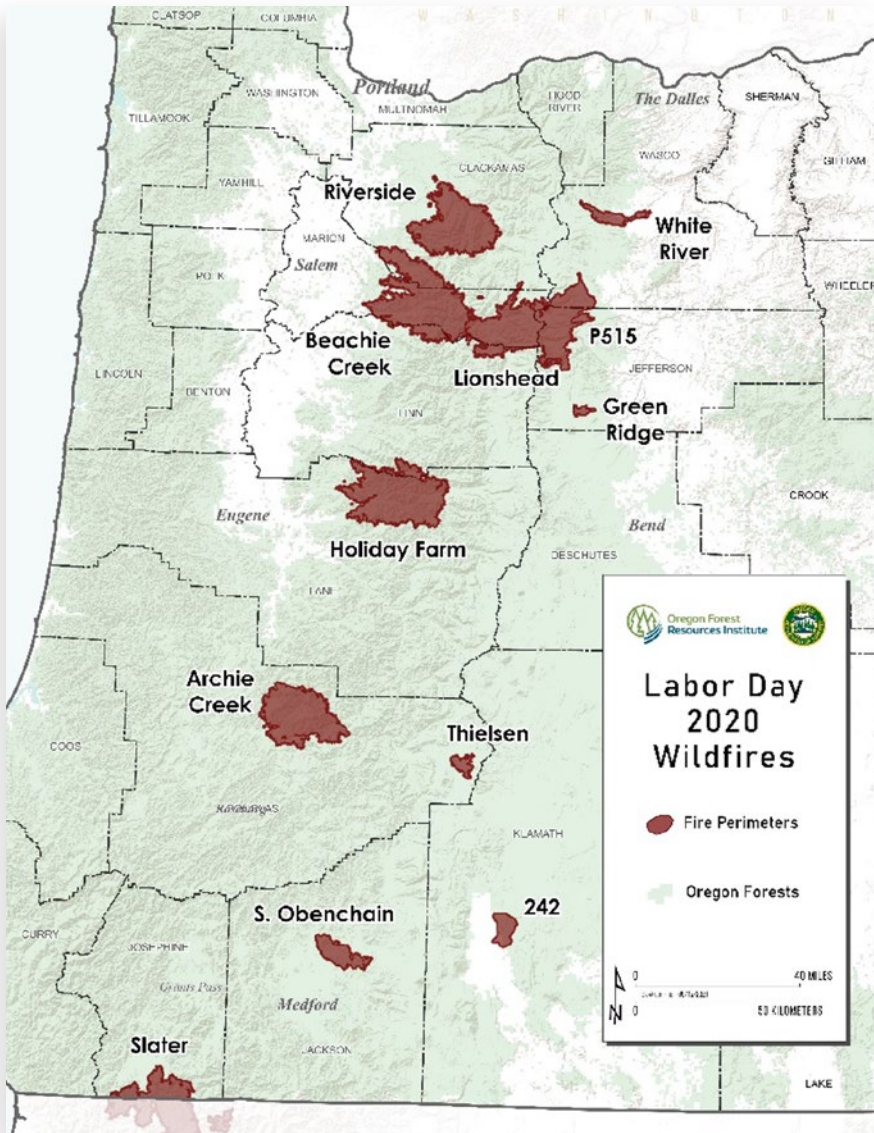 WASHINGTON
CLATSOP
COLUMBIA
Portland
WASHINGTON
MULTNOMAH
HOOD
RIVER
The Dalles
SHERMAN
TILLAMOOK
GILLIAM
WASCO
CLACKAMAS
YAMHILL
Riverside
White
River
MARION
Salem
POLK
WHEELER
Beachie
Creek
P515
LINCOLN
Lionshead
JEFFERSON
BENTON
LINN
Green
Ridge
CROOK
Eugene
Bend
Holiday Farm
DESCHUTES
LANE
Archie
Creek
Thielsen
COOS
KLAMATH
S. Obenchain
242
CURRY
JOSEPHINE
Grants Pass
Medford
Slater
JACKSON
LAKE
Oregon Forest
Resources Institute
Labor Day
2020
Wildfires
Fire Perimeters
Oregon Forests
0 40 MILES
0 50 KILOMETERS
N